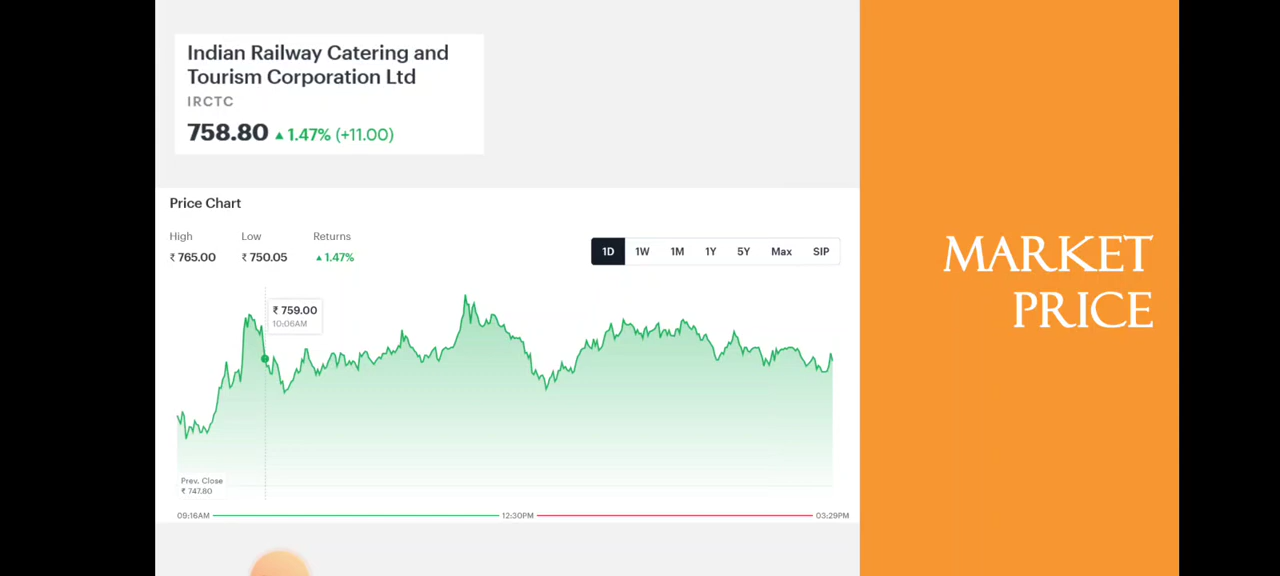 Indian Railway Catering and
Tourism Corporation Ltd
IRCTC
758.80 ▲ 1.47% (+11.00)
Price Chart
High Low Returns
₹ 765.00 ₹ 750.05 ▲ 1.47%
1D 1W 1M 1Y 5Y Max SIP
₹ 759.00
10:06AM
Prev. Close
₹ 747.80
09:16AM 12:30PM 03:29PM
MARKET
PRICE